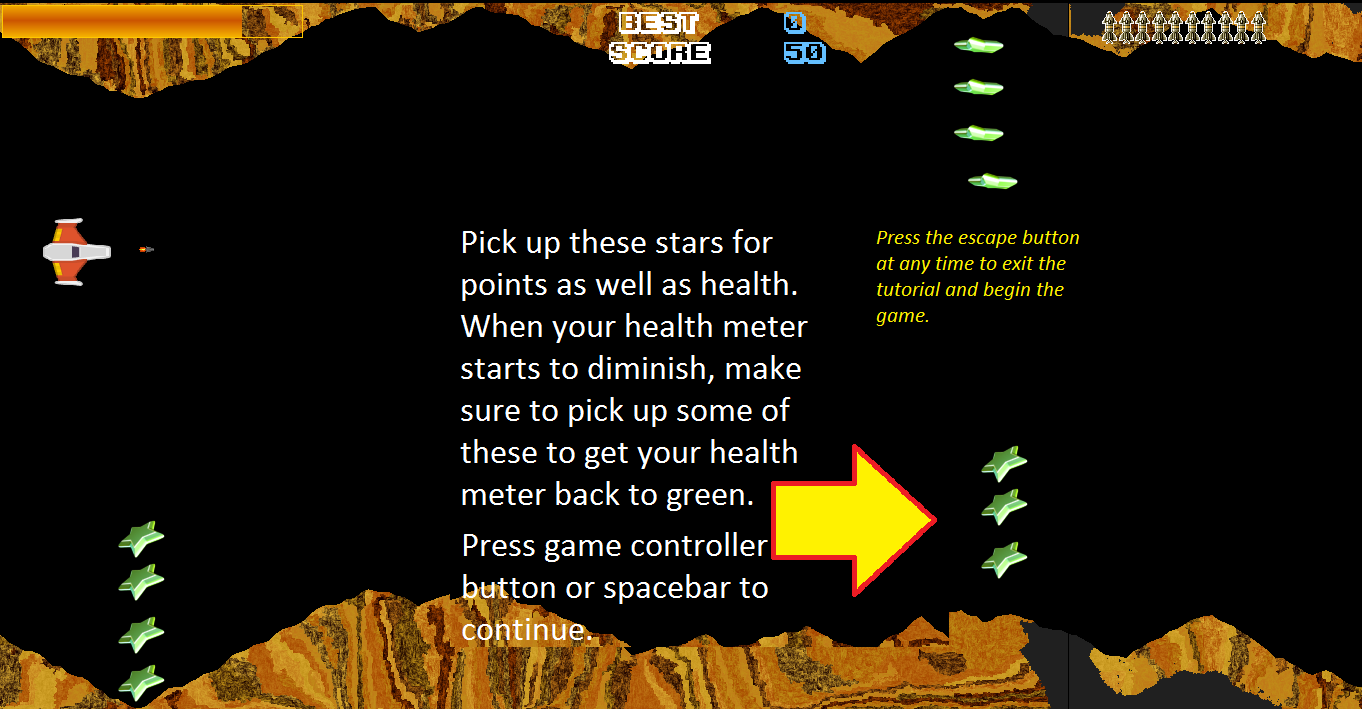 BEST 0
SCORE 50
Pick up these stars for
points as well as health.
When your health meter
starts to diminish, make
sure to pick up some of
these to get your health
meter back to green.
Press game controller
button or spacebar to
continue.
Press the escape button
at any time to exit the
tutorial and begin the
game.